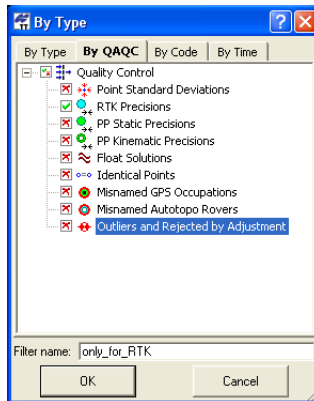 By Type
By Type By QAQC By Code By Time
Quality Control
Point Standard Deviations
RTK Precisions
PP Static Precisions
PP Kinematic Precisions
Float Solutions
Identical Points
Misnamed GPS Occupations
Misnamed Autotopo Rovers
Outliers and Rejected by Adjustment
Filter name: only_for_RTK
OK Cancel